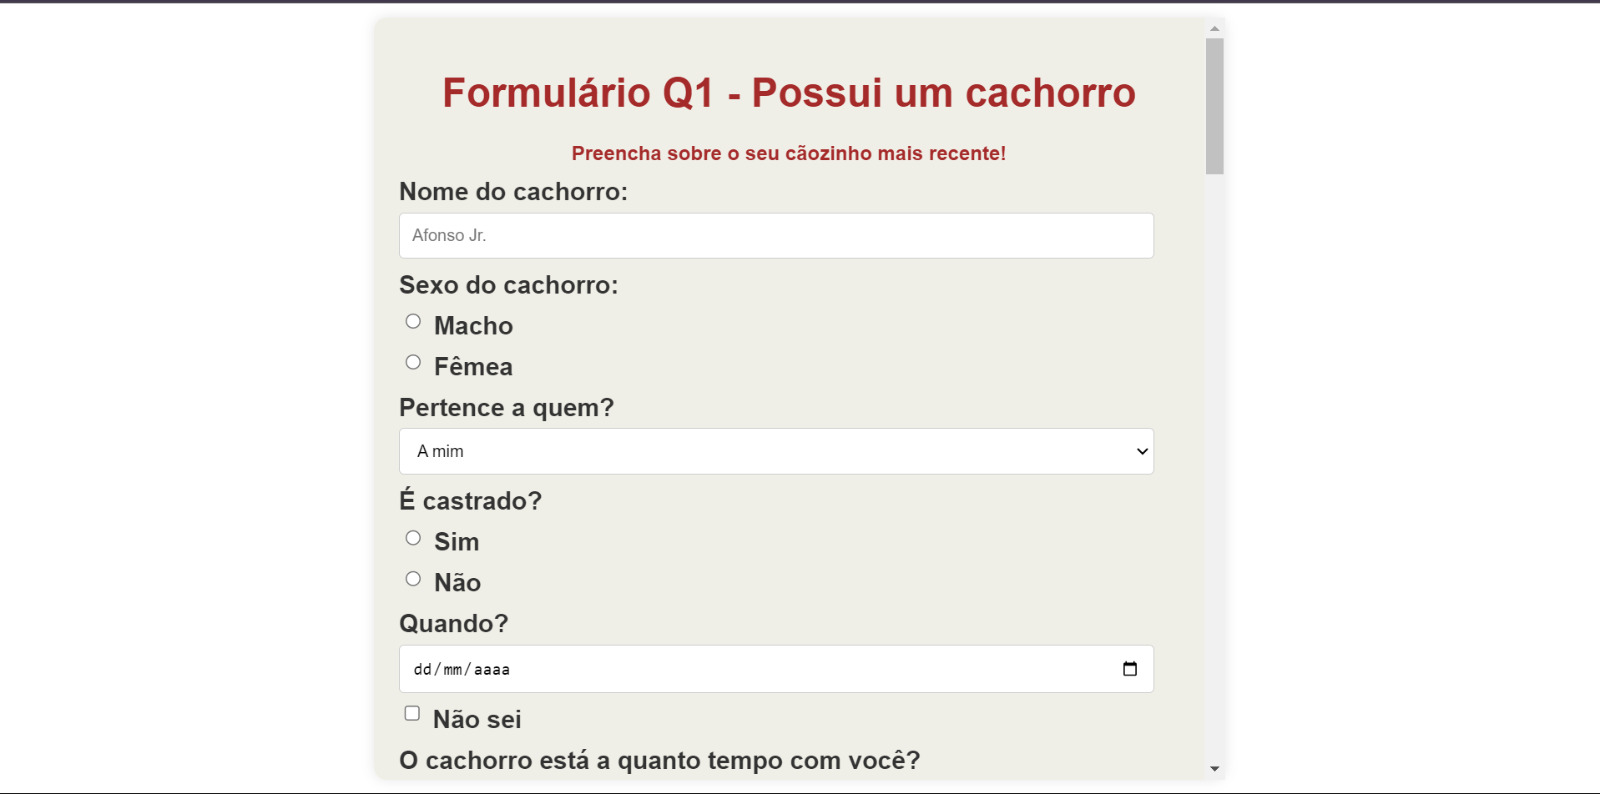 Formulário Q1 - Possui um cachorro
Preencha sobre o seu cãozinho mais recente!
Nome do cachorro:
Afonso Jr.
Sexo do cachorro:
Macho
Fêmea
Pertence a quem?
A mim
É castrado?
Sim
Não
Quando?
dd/mm/aaaa
Não sei
O cachorro está a quanto tempo com você?